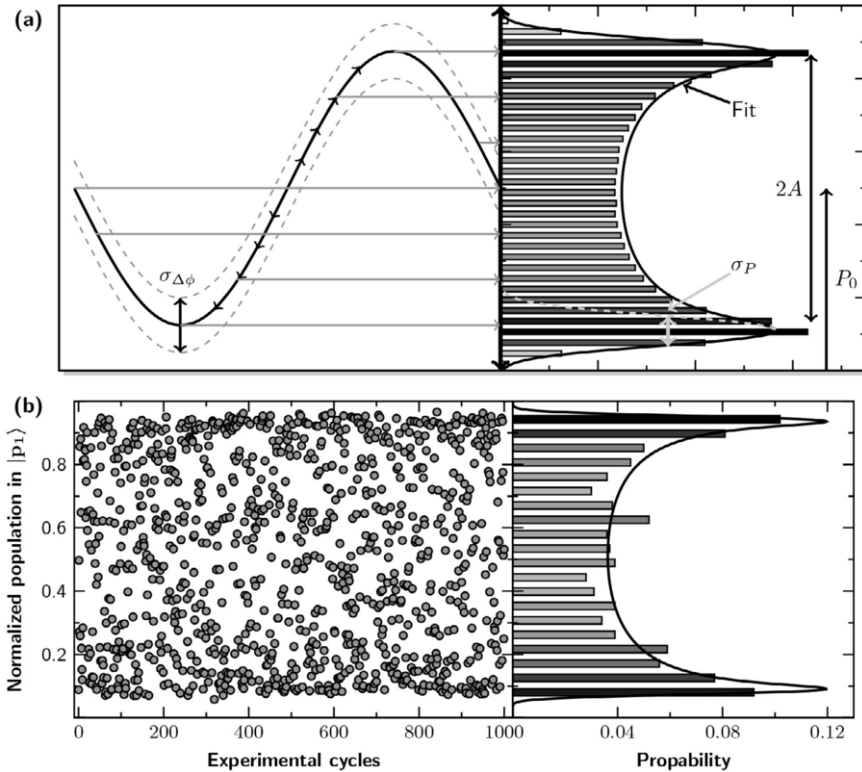 (a)
σ_Δϕ
Fit
2A
σ_P
P_0
(b)
Normalized population in |p_1⟩
0.8
0.6
0.4
0.2
0 200 400 600 800 1000
0.04 0.08 0.12
Experimental cycles
Propability